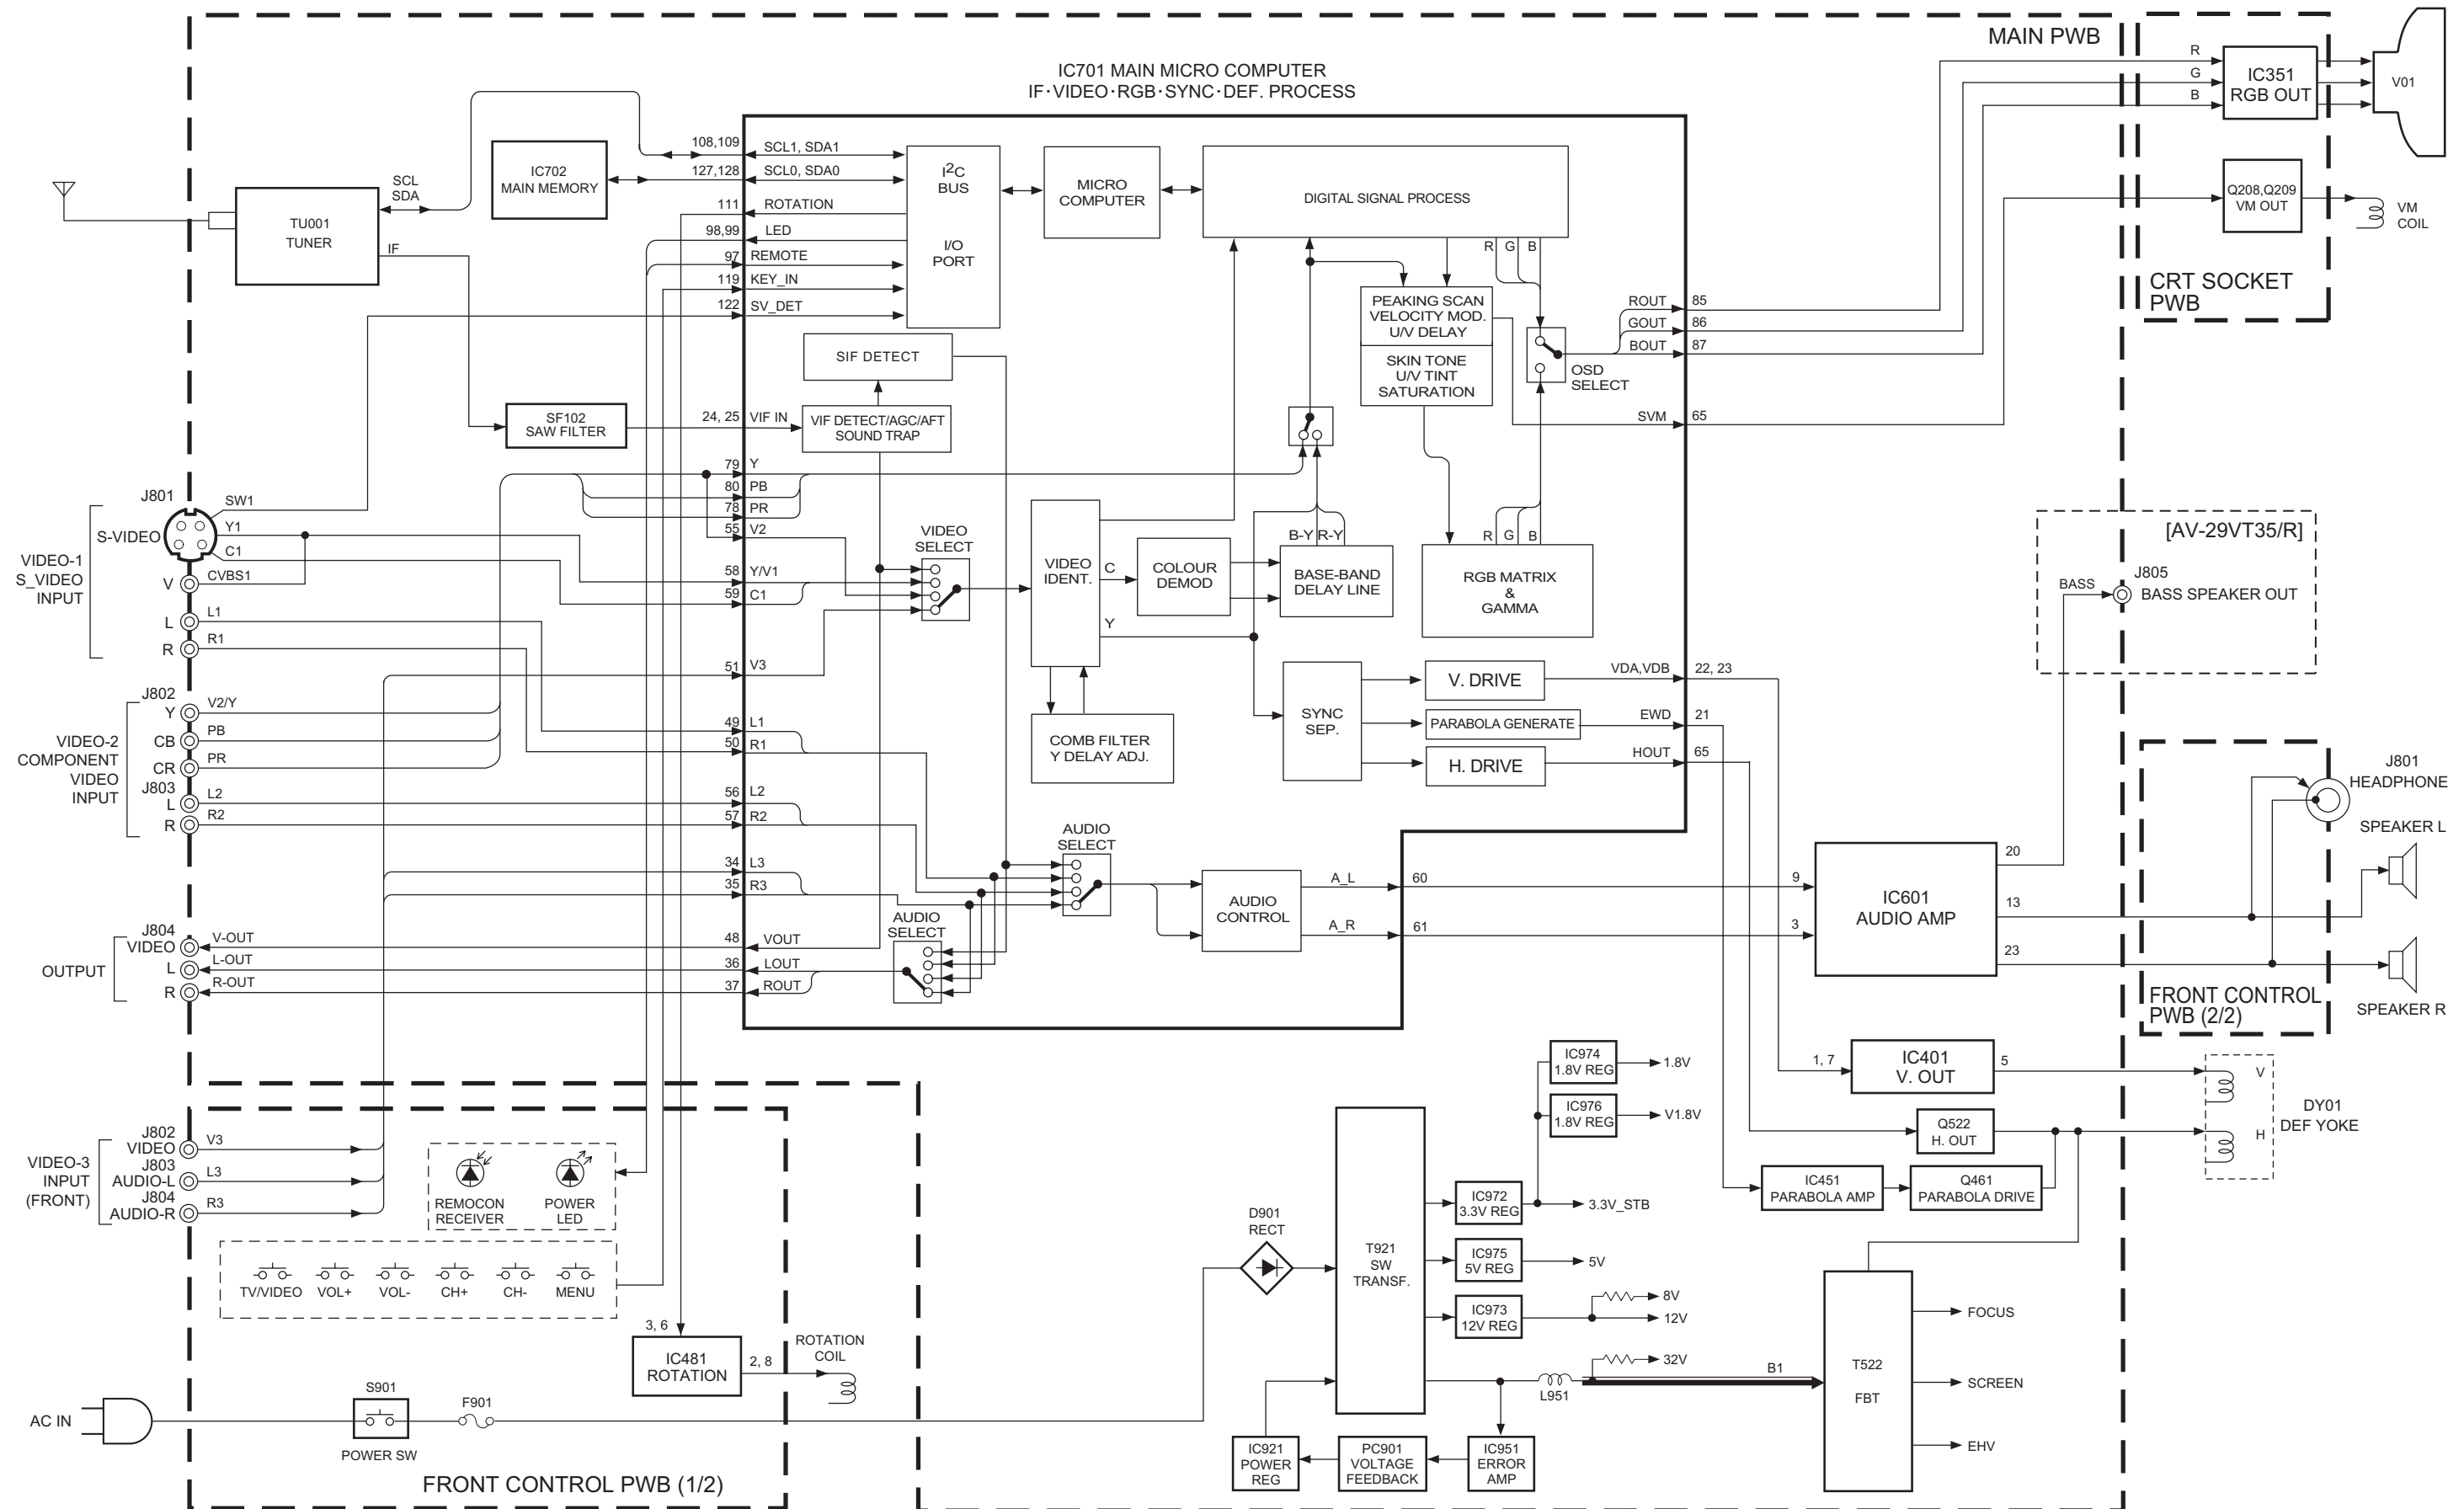 MAIN PWB
IC701 MAIN MICRO COMPUTER
IF·VIDEO·RGB·SYNC·DEF. PROCESS
R
G
B
IC351
RGB OUT
V01
Q208,Q209
VM OUT
VM
COIL
CRT SOCKET
PWB
TU001
TUNER
SCL
SDA
IF
IC702
MAIN MEMORY
108,109
SCL1, SDA1
127,128
SCL0, SDA0
111
ROTATION
98,99
LED
97
REMOTE
119
KEY_IN
122
SV_DET
I2C
BUS
I/O
PORT
MICRO
COMPUTER
DIGITAL SIGNAL PROCESS
R G B
PEAKING SCAN
VELOCITY MOD.
U/V DELAY
SKIN TONE
U/V TINT
SATURATION
OSD
SELECT
ROUT
85
GOUT
86
BOUT
87
SVM
65
SIF DETECT
SF102
SAW FILTER
24, 25
VIF IN
VIF DETECT/AGC/AFT
SOUND TRAP
79
Y
80
PB
78
PR
55
V2
58
Y/V1
59
C1
VIDEO
SELECT
VIDEO
IDENT.
C
Y
COLOUR
DEMOD
B-Y R-Y
BASE-BAND
DELAY LINE
R G B
RGB MATRIX
&
GAMMA
COMB FILTER
Y DELAY ADJ.
SYNC
SEP.
V. DRIVE
PARABOLA GENERATE
H. DRIVE
VDA,VDB
22, 23
EWD
21
HOUT
65
J801
S-VIDEO
SW1
Y1
C1
V
CVBS1
L
L1
R
R1
VIDEO-1
S_VIDEO
INPUT
51
V3
J802
Y
V2/Y
CB
PB
CR
PR
J803
L
L2
R
R2
VIDEO-2
COMPONENT
VIDEO
INPUT
49
L1
50
R1
56
L2
57
R2
34
L3
35
R3
AUDIO
SELECT
AUDIO
SELECT
AUDIO
CONTROL
A_L
60
A_R
61
9
3
IC601
AUDIO AMP
20
13
23
[AV-29VT35/R]
BASS
J805
BASS SPEAKER OUT
J801
HEADPHONE
SPEAKER L
SPEAKER R
FRONT CONTROL
PWB (2/2)
J804
VIDEO
V-OUT
L
L-OUT
R
R-OUT
OUTPUT
48
VOUT
36
LOUT
37
ROUT
IC974
1.8V REG
1.8V
IC976
1.8V REG
V1.8V
IC972
3.3V REG
3.3V_STB
IC975
5V REG
5V
IC973
12V REG
8V
12V
32V
L951
B1
1, 7
IC401
V. OUT
5
V
H
DY01
DEF YOKE
Q522
H. OUT
IC451
PARABOLA AMP
Q461
PARABOLA DRIVE
T522
FBT
FOCUS
SCREEN
EHV
D901
RECT
T921
SW
TRANSF.
IC921
POWER
REG
PC901
VOLTAGE
FEEDBACK
IC951
ERROR
AMP
J802
VIDEO
V3
J803
AUDIO-L
L3
J804
AUDIO-R
R3
VIDEO-3
INPUT
(FRONT)
REMOCON
RECEIVER
POWER
LED
TV/VIDEO
VOL+
VOL-
CH+
CH-
MENU
3, 6
IC481
ROTATION
2, 8
ROTATION
COIL
AC IN
S901
POWER SW
F901
FRONT CONTROL PWB (1/2)